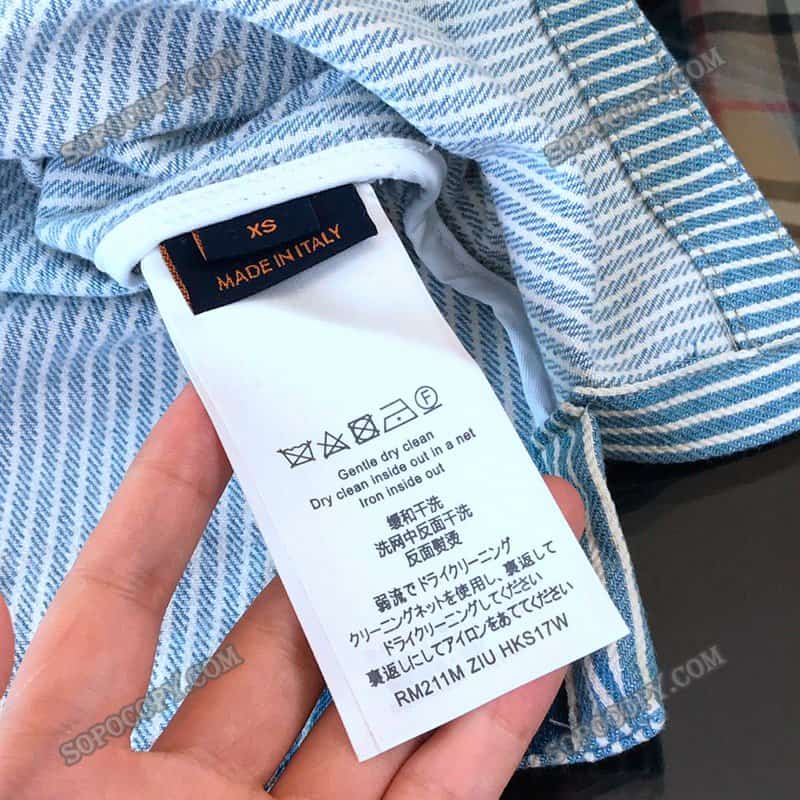 SOPOCOPY.COM
SOPOCOPY.COM
XS
MADE IN ITALY
F
Gentle dry clean
Dry clean inside out in a net
Iron inside out
缓和干洗
洗网中反面干洗
反面熨烫
弱流でドライクリーニング
クリーニングネットを使用し、裏返して
ドライクリーニングしてください
裏返しにしてアイロンをあててください
RM211M ZIU HKS17W
SOPOCOPY.COM
SOPOCOPY.COM